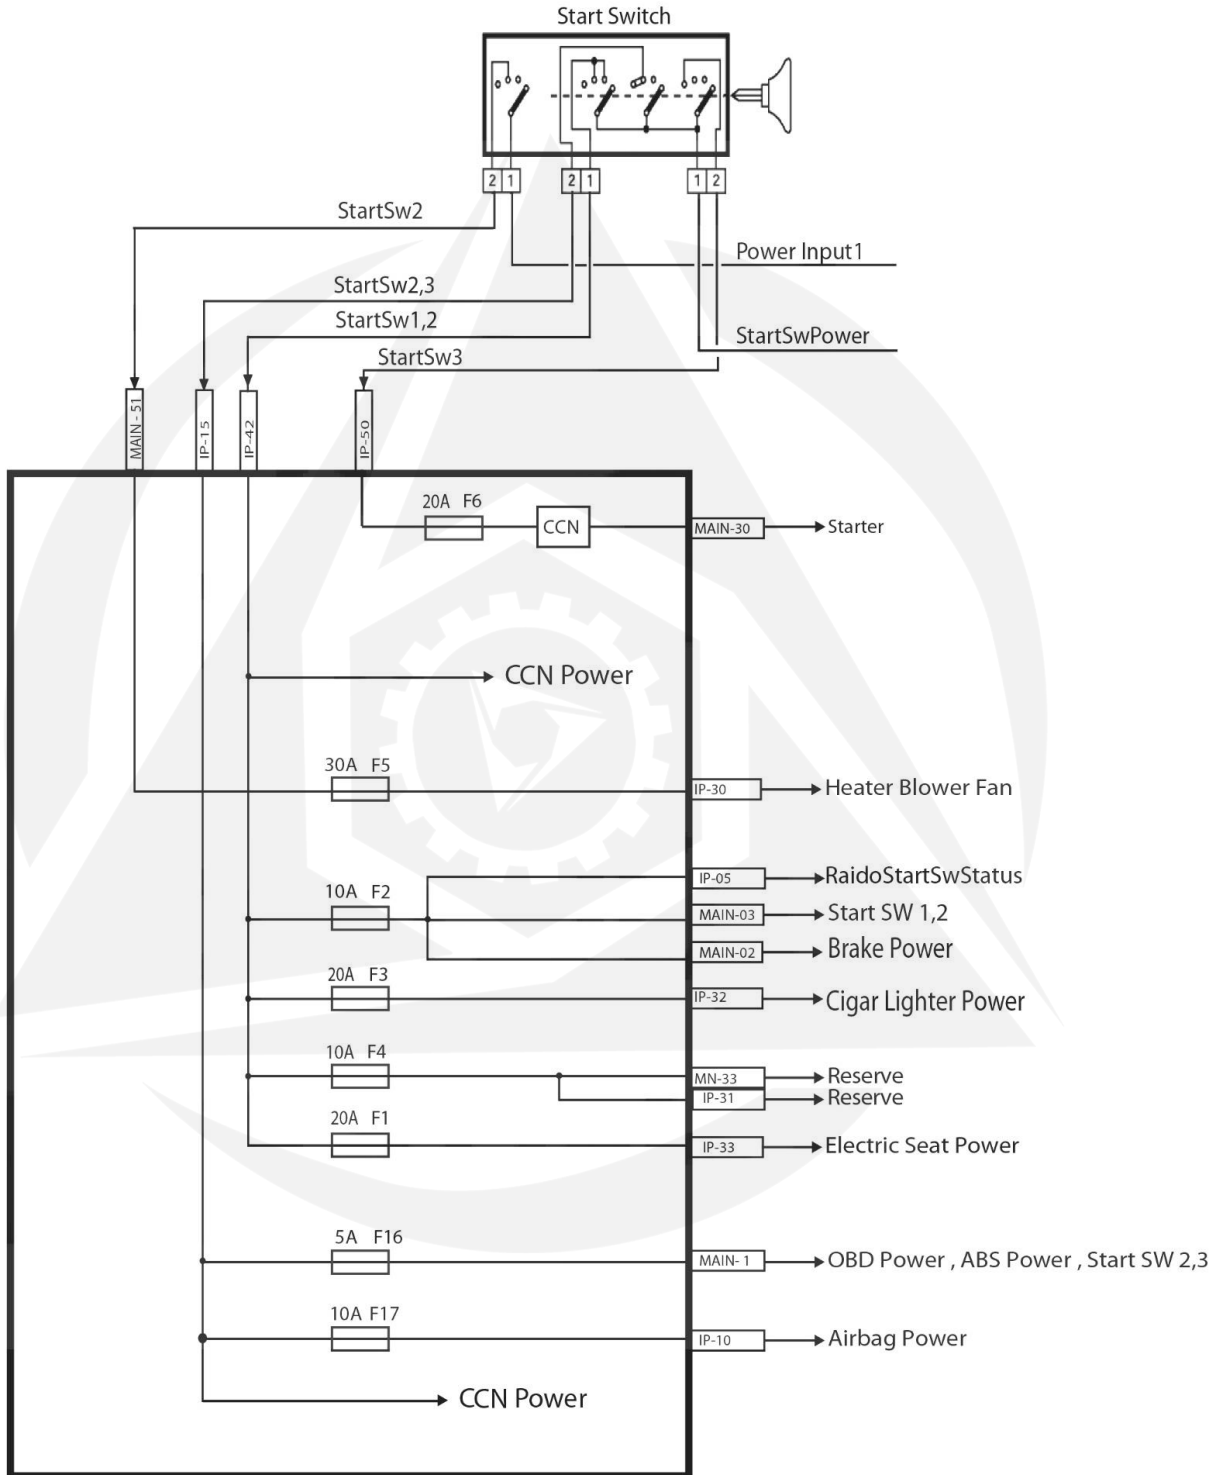 Start Switch
2 1 2 1 1 2
StartSw2
Power Input1
StartSw2,3
StartSw1,2
StartSwPower
StartSw3
MAIN - 51
IP-15
IP-42
IP-50
20A F6
CCN
MAIN-30
Starter
CCN Power
30A F5
IP-30
Heater Blower Fan
IP-05
RaidoStartSwStatus
10A F2
MAIN-03
Start SW 1,2
MAIN-02
Brake Power
20A F3
IP-32
Cigar Lighter Power
10A F4
MN-33
Reserve
IP-31
Reserve
20A F1
IP-33
Electric Seat Power
5A F16
MAIN- 1
OBD Power , ABS Power , Start SW 2,3
10A F17
IP-10
Airbag Power
CCN Power